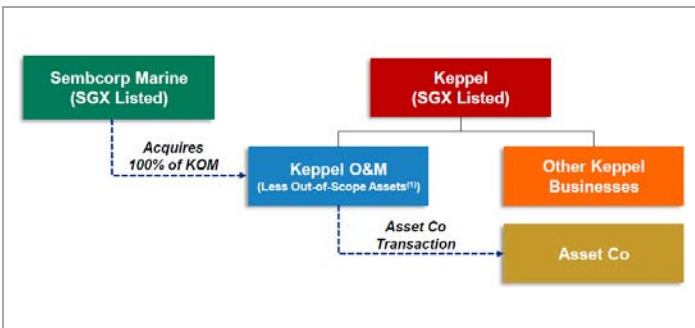 Sembcorp Marine
(SGX Listed)
Keppel
(SGX Listed)
Acquires
100% of KOM
Keppel O&M
(Less Out-of-Scope Assets(1))
Other Keppel
Businesses
Asset Co
Transaction
Asset Co